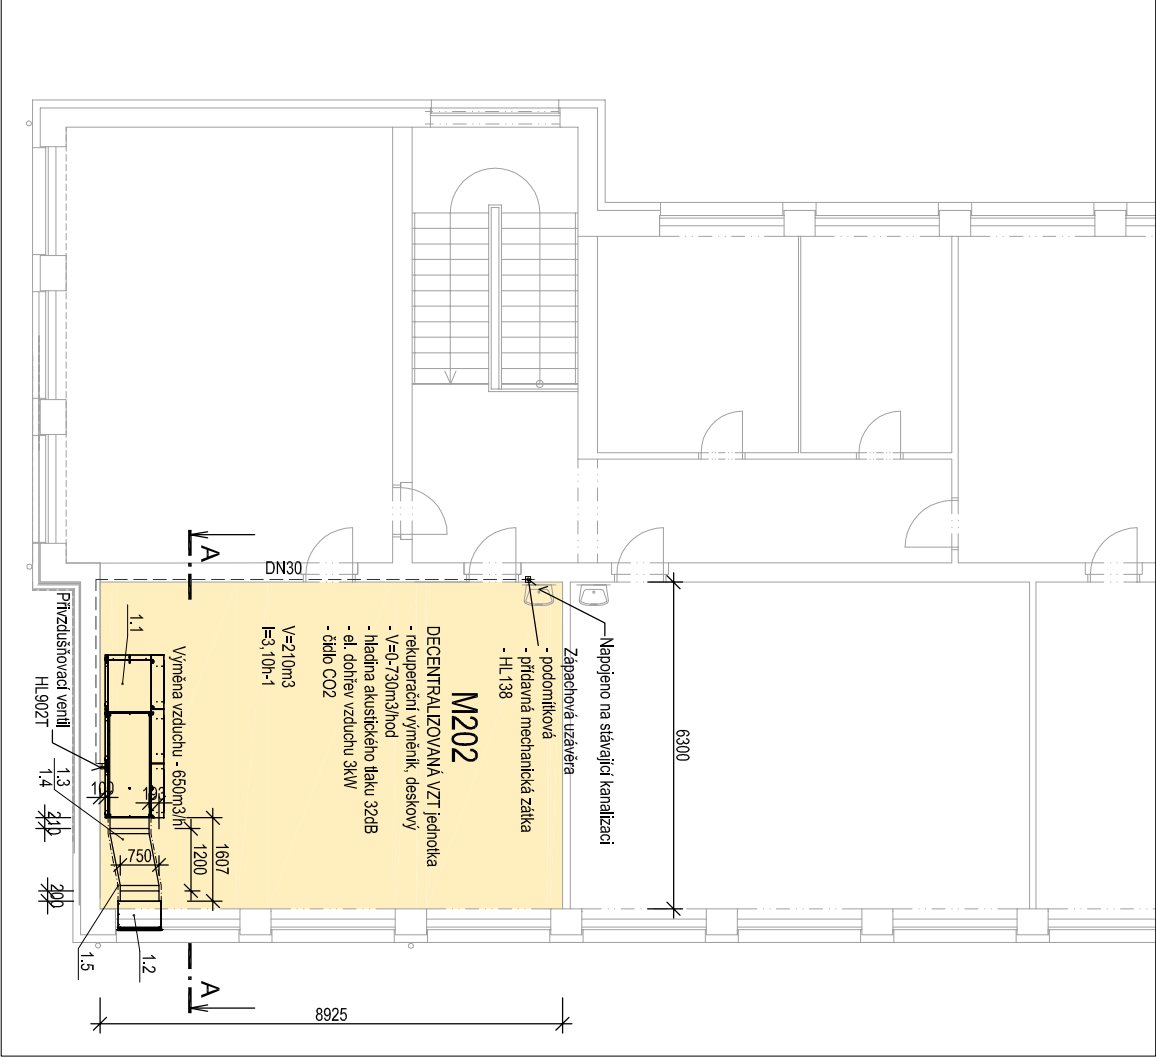 A
DN30
Napojeno na stávající kanalizaci
Zápachová uzávěra
- podomítková
- přídavná mechanická zátka
- HL138
M202
DECENTRALIZOVANÁ VZT jednotka
- rekuperační výměník, deskový
- V=0-730m3/hod
- hladina akustického tlaku 32dB
- el. dohřev vzduchu 3kW
- čidlo CO2
V=210m3
I=3,10h-1
Výměna vzduchu - 650m3/h
1.1
Přivzdušňovací ventil
HL902T
1.3
1.4
210
200
750
1200
1607
6300
1.5
1.2
A
8925